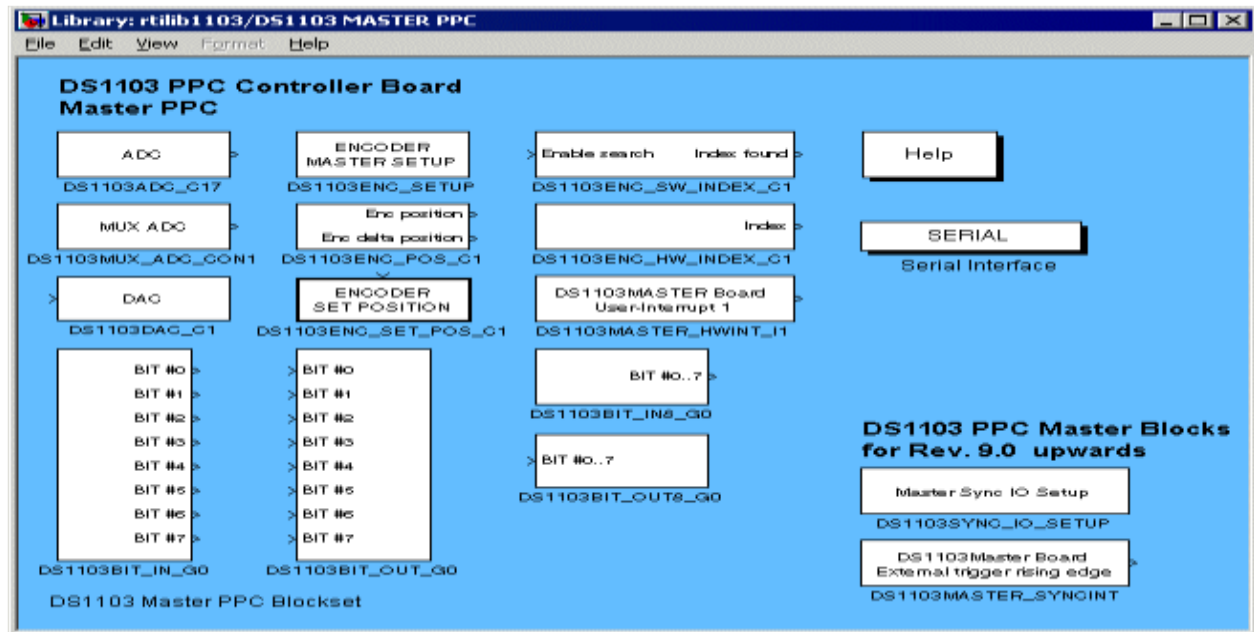 Library: rtilib1103/DS1103 MASTER PPC
File Edit View Format Help
DS1103 PPC Controller Board
Master PPC
ADC
DS1103ADC_C17
ENCODER
MASTER SETUP
DS1103ENC_SETUP
Enable search Index found
DS1103ENC_SW_INDEX_C1
Help
MUX ADC
DS1103MUX_ADC_CON1
Enc position
Enc delta position
DS1103ENC_POS_C1
Index
DS1103ENC_HW_INDEX_C1
SERIAL
Serial Interface
DAC
DS1103DAC_C1
ENCODER
SET POSITION
DS1103ENC_SET_POS_C1
DS1103MASTER Board
User-Interrupt 1
DS1103MASTER_HWINT_I1
BIT #0
BIT #1
BIT #2
BIT #3
BIT #4
BIT #5
BIT #6
BIT #7
DS1103BIT_IN_G0
BIT #0
BIT #1
BIT #2
BIT #3
BIT #4
BIT #5
BIT #6
BIT #7
DS1103BIT_OUT_G0
BIT #0..7
DS1103BIT_IN8_G0
BIT #0..7
DS1103BIT_OUT8_G0
DS1103 PPC Master Blocks
for Rev. 9.0 upwards
Master Sync IO Setup
DS1103SYNC_IO_SETUP
DS1103Master Board
External trigger rising edge
DS1103MASTER_SYNCINT
DS1103 Master PPC Blockset